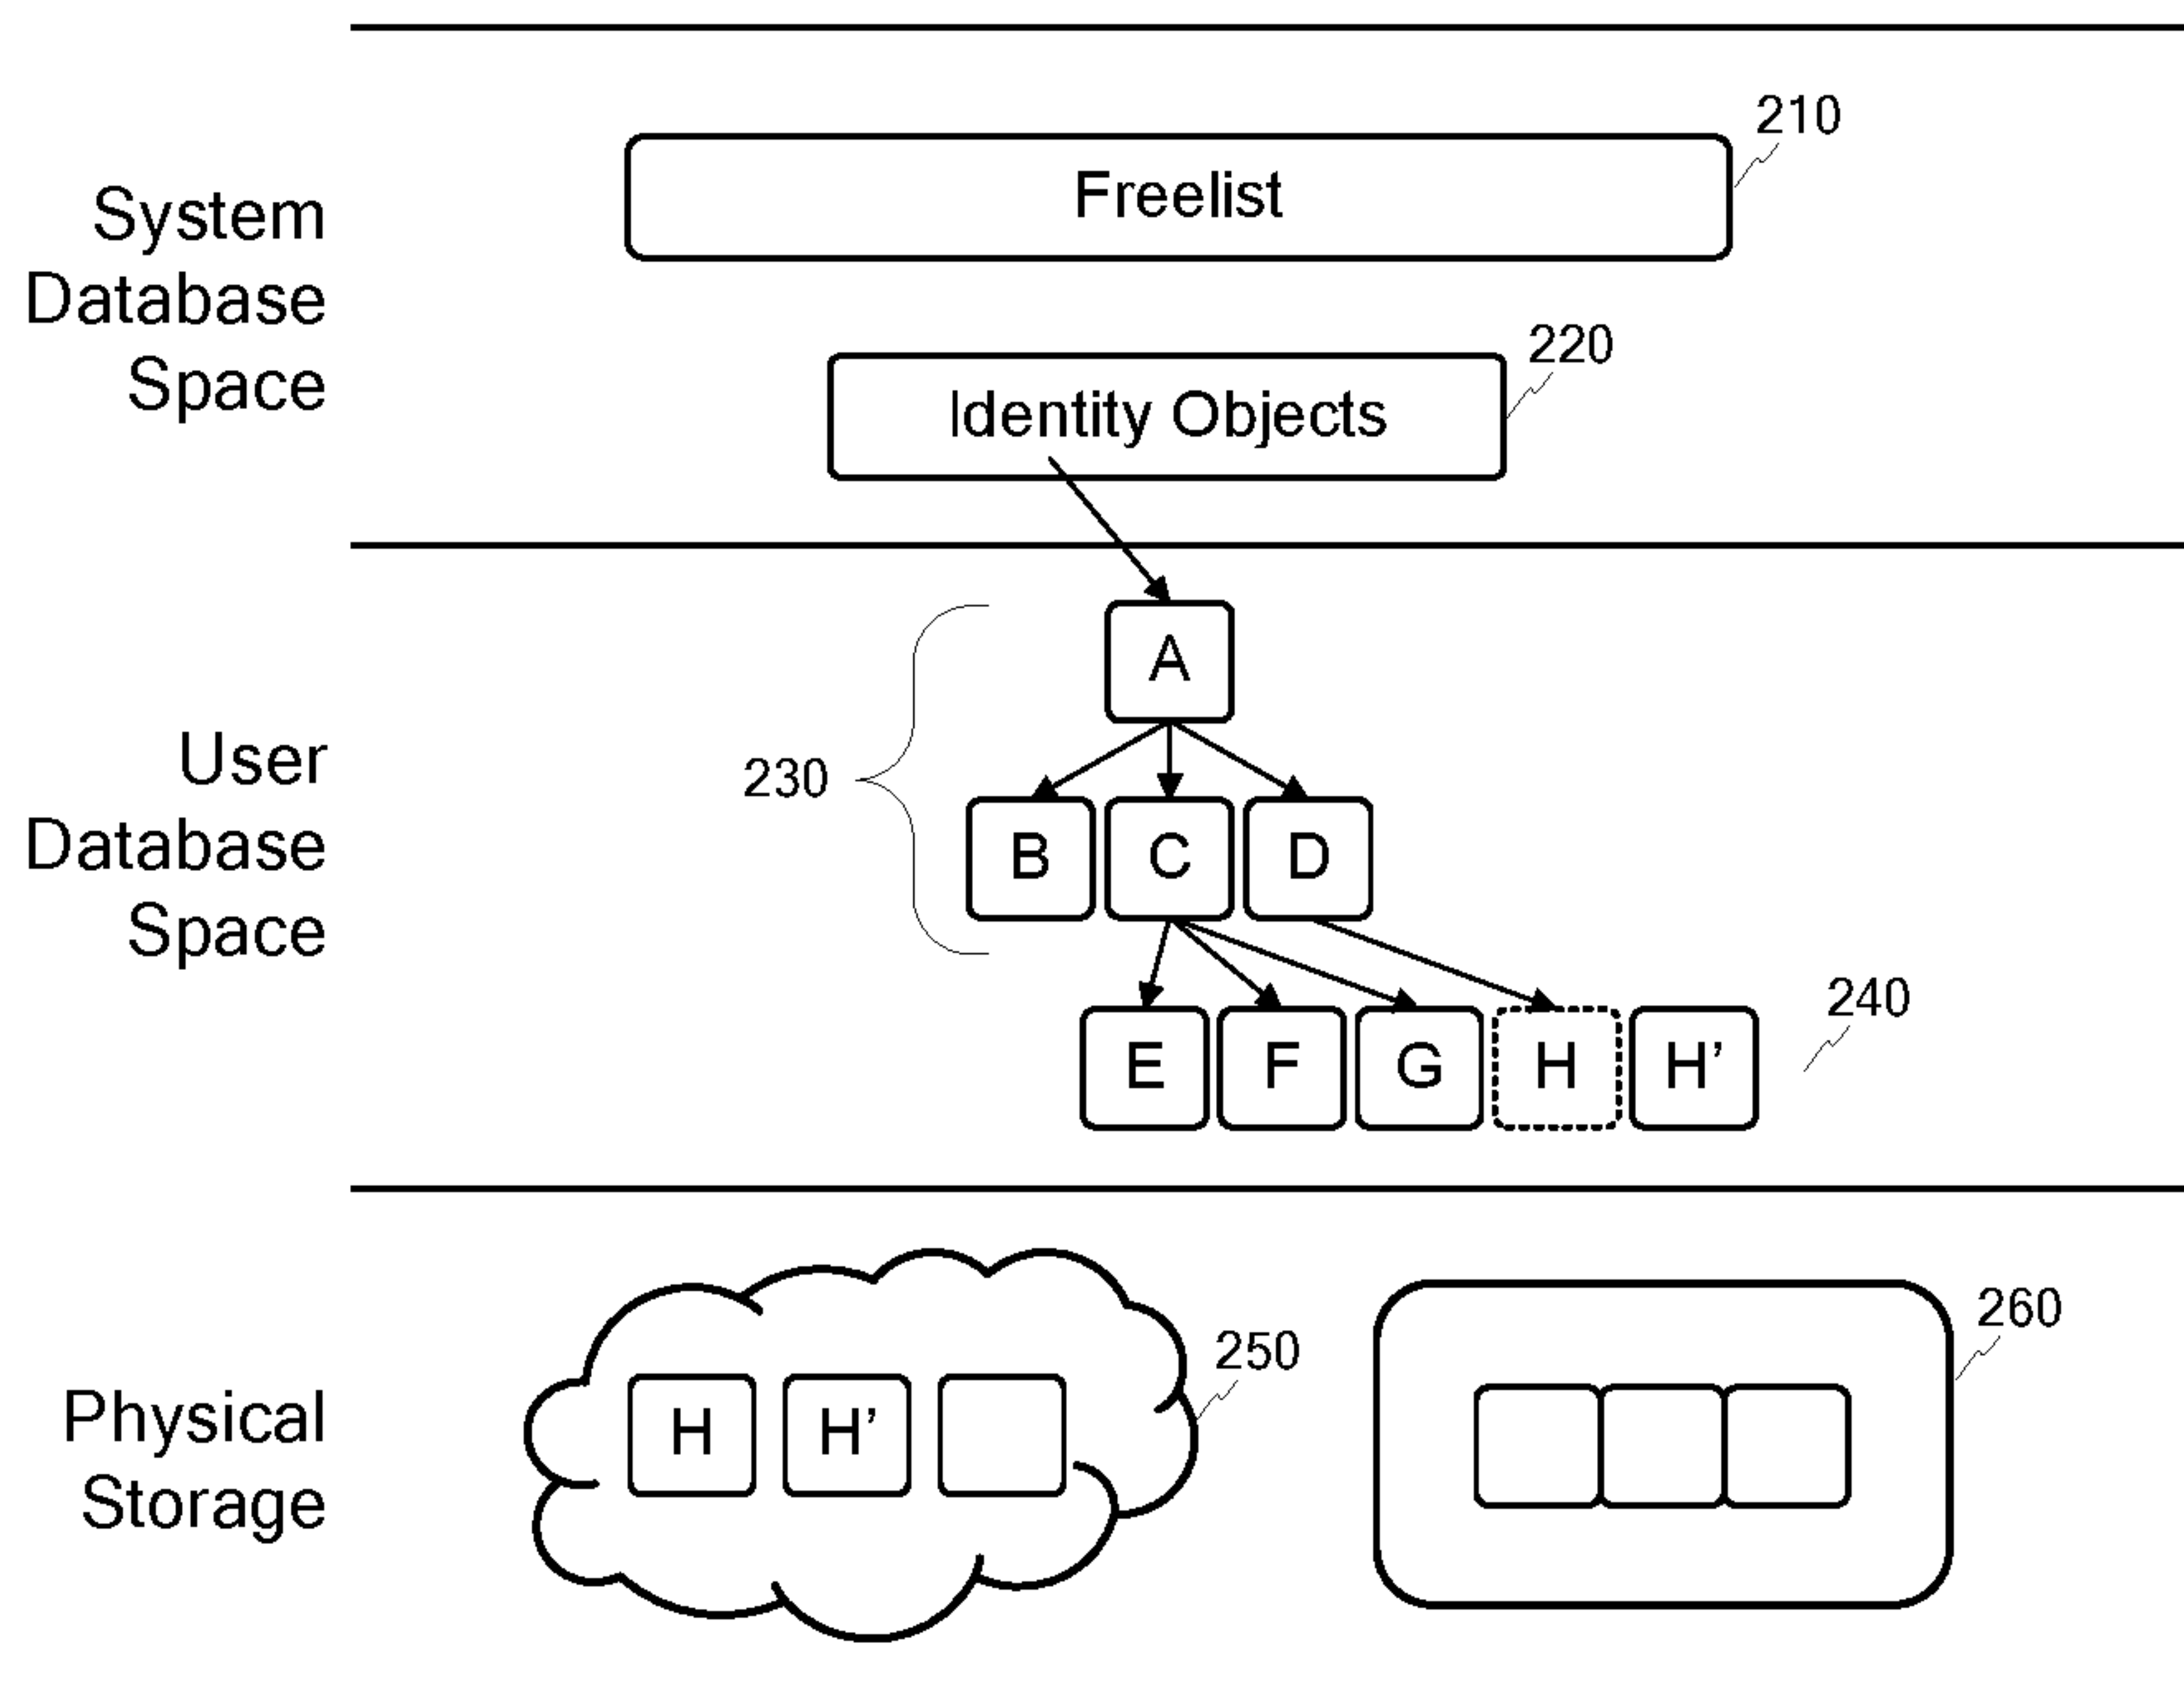 210
Freelist
System
Database
Space
220
Identity Objects
A
User
Database
Space
230
B C D
240
E F G H H’
250
260
Physical
Storage
H H’